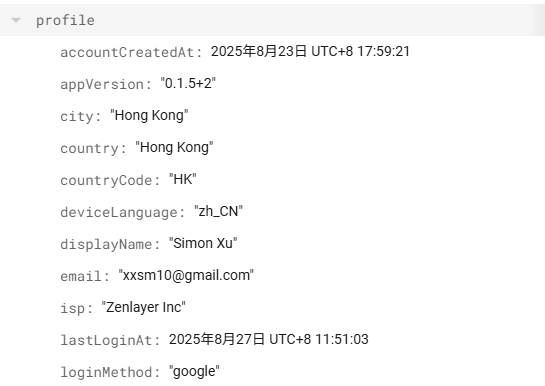 profile
accountCreatedAt: 2025年8月23日 UTC+8 17:59:21
appVersion: "0.1.5+2"
city: "Hong Kong"
country: "Hong Kong"
countryCode: "HK"
deviceLanguage: "zh_CN"
displayName: "Simon Xu"
email: "xxsm10@gmail.com"
isp: "Zenlayer Inc"
lastLoginAt: 2025年8月27日 UTC+8 11:51:03
loginMethod: "google"